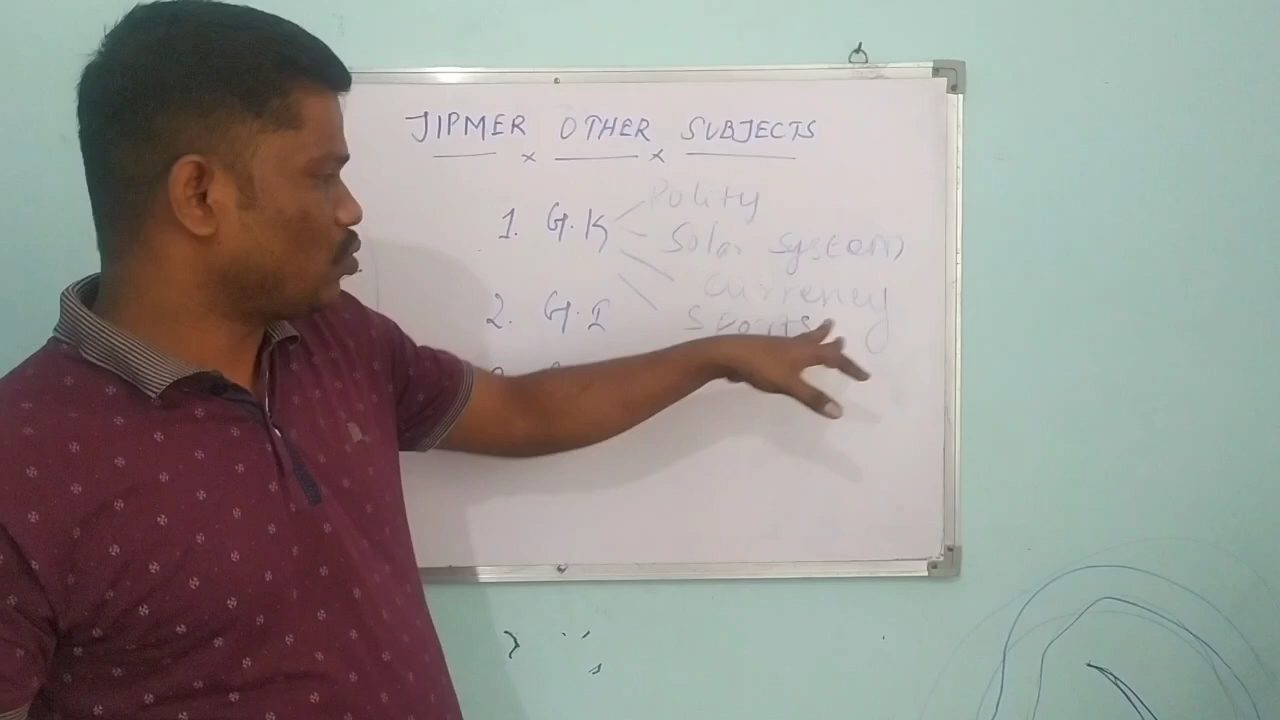 JIPMER OTHER SUBJECTS
1. G.K
Polity
Solar system
Currency
Sports
2. G.I